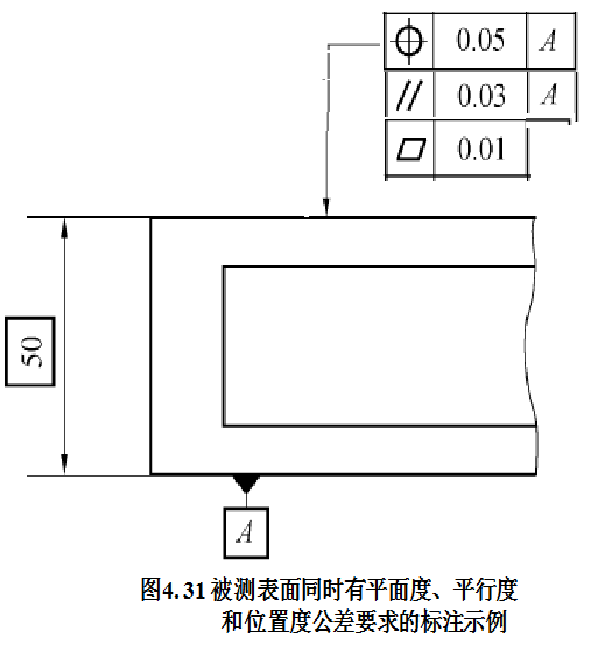 ⌖ 0.05 A
// 0.03 A
⏥ 0.01
50
A
图4.31 被测表面同时有平面度、平行度
和位置度公差要求的标注示例